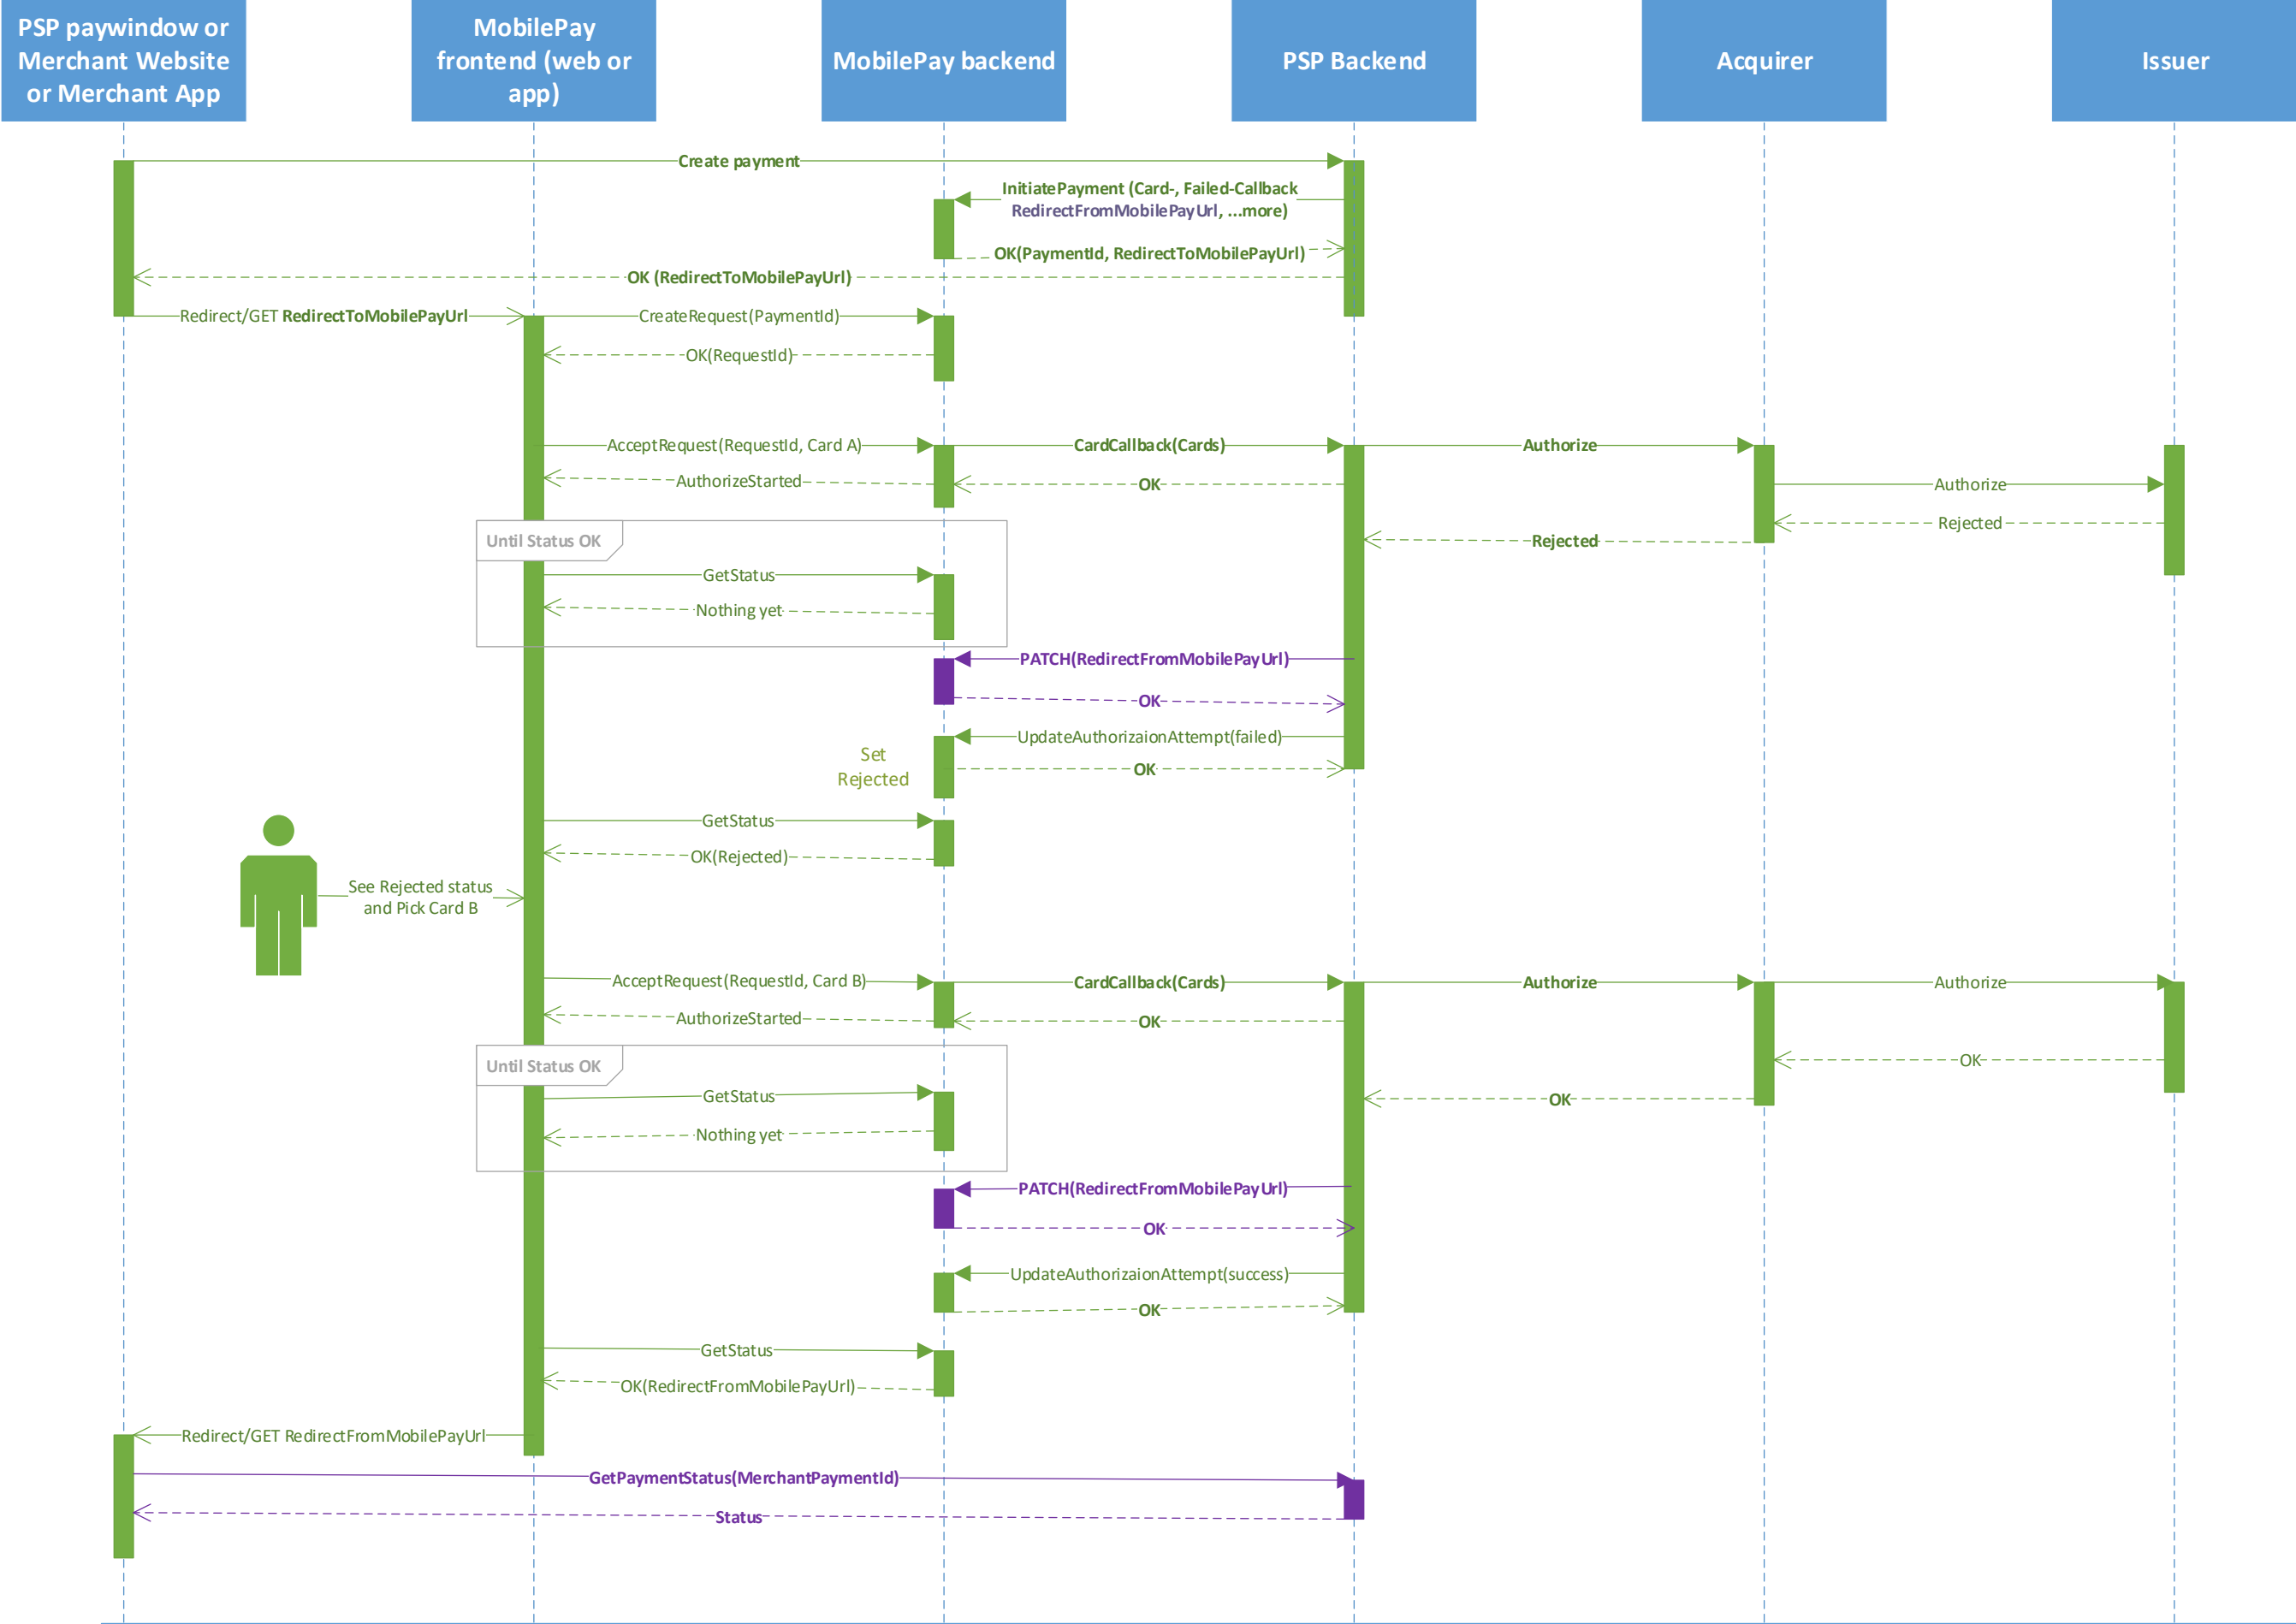 PSP paywindow or
Merchant Website
or Merchant App
MobilePay
frontend (web or
app)
MobilePay backend
PSP Backend
Acquirer
Issuer
Create payment
InitiatePayment (Card-, Failed-Callback
RedirectFromMobilePayUrl, ...more)
OK(PaymentId, RedirectToMobilePayUrl)
OK (RedirectToMobilePayUrl)
Redirect/GET RedirectToMobilePayUrl
CreateRequest(PaymentId)
OK(RequestId)
AcceptRequest(RequestId, Card A)
CardCallback(Cards)
Authorize
AuthorizeStarted
OK
Authorize
Rejected
Rejected
Until Status OK
GetStatus
Nothing yet
PATCH(RedirectFromMobilePayUrl)
OK
UpdateAuthorizaionAttempt(failed)
Set
Rejected
OK
GetStatus
OK(Rejected)
See Rejected status
and Pick Card B
AcceptRequest(RequestId, Card B)
CardCallback(Cards)
Authorize
Authorize
AuthorizeStarted
OK
OK
Until Status OK
GetStatus
OK
Nothing yet
PATCH(RedirectFromMobilePayUrl)
OK
UpdateAuthorizaionAttempt(success)
OK
GetStatus
OK(RedirectFromMobilePayUrl)
Redirect/GET RedirectFromMobilePayUrl
GetPaymentStatus(MerchantPaymentId)
Status